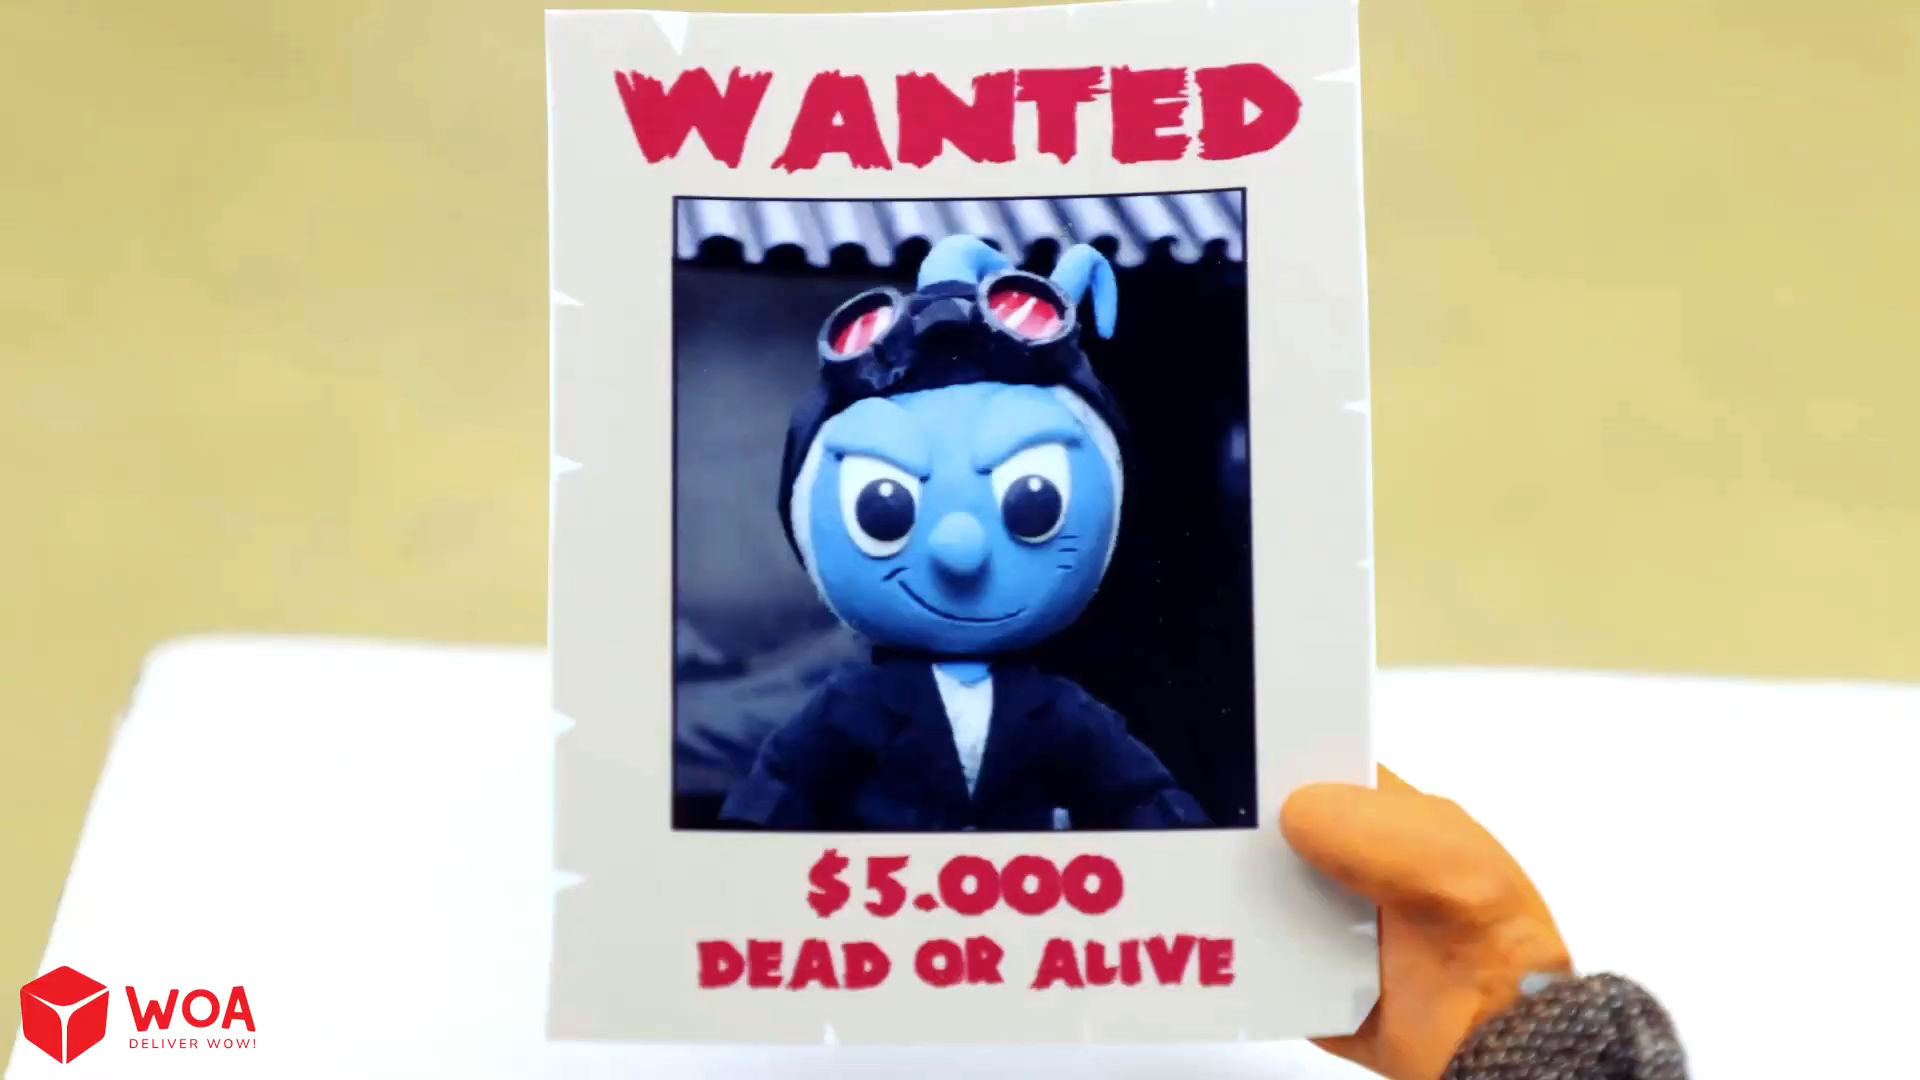 WANTED
$5.000
DEAD OR ALIVE
WOA
DELIVER WOW!